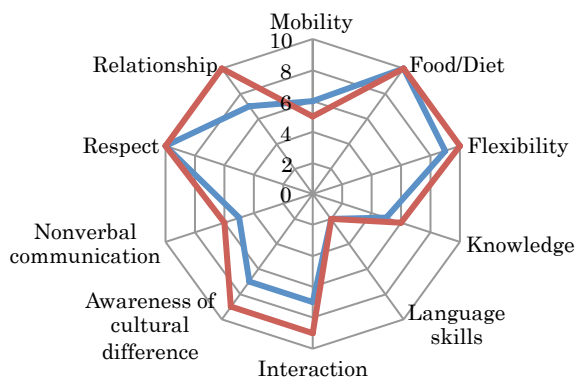 Mobility
10
8
6
4
2
0
Food/Diet
Flexibility
Knowledge
Language
skills
Interaction
Awareness of
cultural
difference
Nonverbal
communication
Respect
Relationship